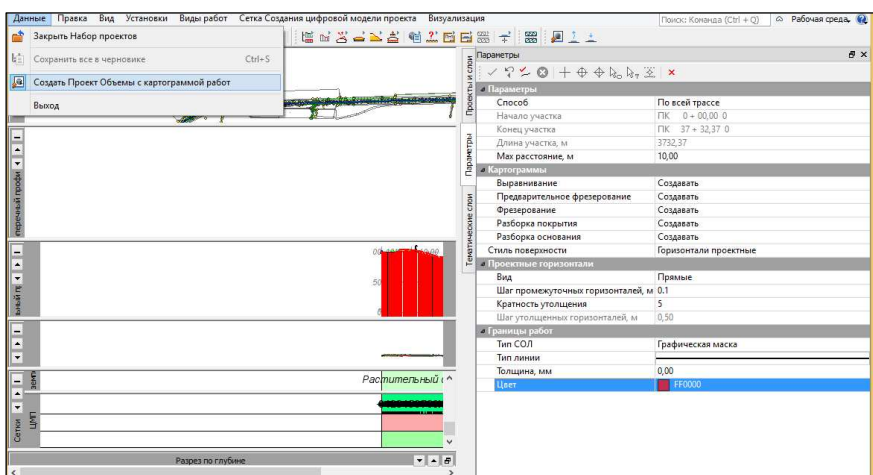 Данные Правка Вид Установки Виды работ Сетка Создания цифровой модели проекта Визуализация
Поиск: Команда (Ctrl + Q) Рабочая среда
Закрыть Набор проектов
Сохранить все в черновике Ctrl+S
Создать Проект Объемы с картограммой работ
Выход
Проекты и слои
Параметры
Тематические слои
Параметры
Параметры
Способ По всей трассе
Начало участка ПК 0 + 00,00 0
Конец участка ПК 37 + 32,37 0
Длина участка, м 3732,37
Мах расстояние, м 10,00
Картограммы
Выравнивание Создавать
Предварительное фрезерование Создавать
Фрезерование Создавать
Разборка покрытия Создавать
Разборка основания Создавать
Стиль поверхности Горизонтали проектные
Проектные горизонтали
Вид Прямые
Шаг промежуточных горизонталей, м 0.1
Кратность утолщения 5
Шаг утолщенных горизонталей, м 0,50
Границы работ
Тип СОЛ Графическая маска
Тип линии
Толщина, мм 0,00
Цвет FF0000
50
Растительный
Сетки
ЦМП
Разрез по глубине